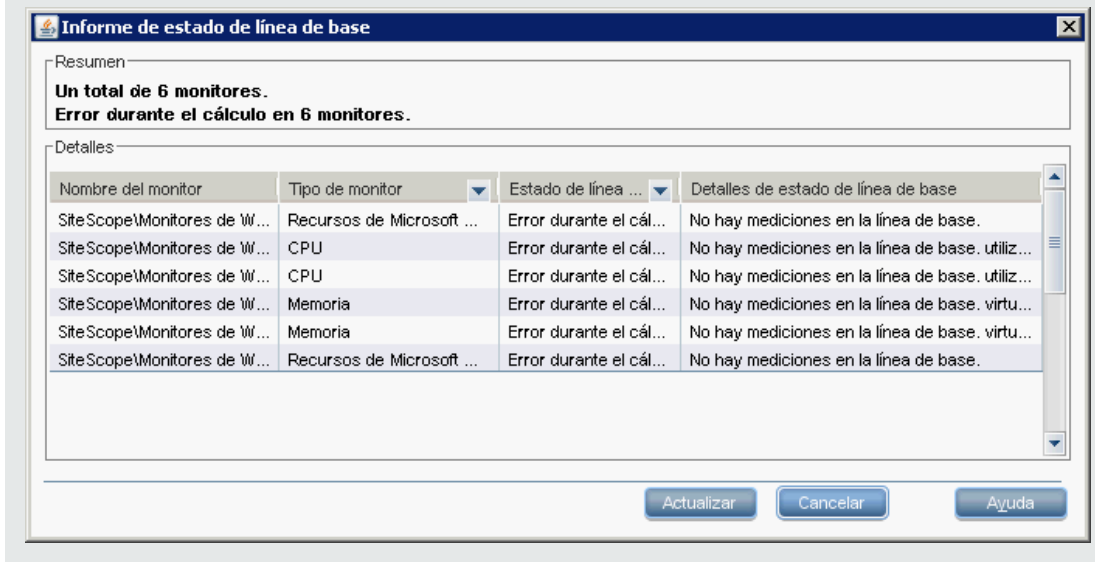 Informe de estado de línea de base
Resumen
Un total de 6 monitores.
Error durante el cálculo en 6 monitores.
Detalles
Nombre del monitor Tipo de monitor Estado de línea ... Detalles de estado de línea de base
SiteScope\Monitores de W... Recursos de Microsoft ... Error durante el cál... No hay mediciones en la línea de base.
SiteScope\Monitores de W... CPU Error durante el cál... No hay mediciones en la línea de base. utiliz...
SiteScope\Monitores de W... CPU Error durante el cál... No hay mediciones en la línea de base. utiliz...
SiteScope\Monitores de W... Memoria Error durante el cál... No hay mediciones en la línea de base. virtu...
SiteScope\Monitores de W... Memoria Error durante el cál... No hay mediciones en la línea de base. virtu...
SiteScope\Monitores de W... Recursos de Microsoft ... Error durante el cál... No hay mediciones en la línea de base.
Actualizar Cancelar Ayuda